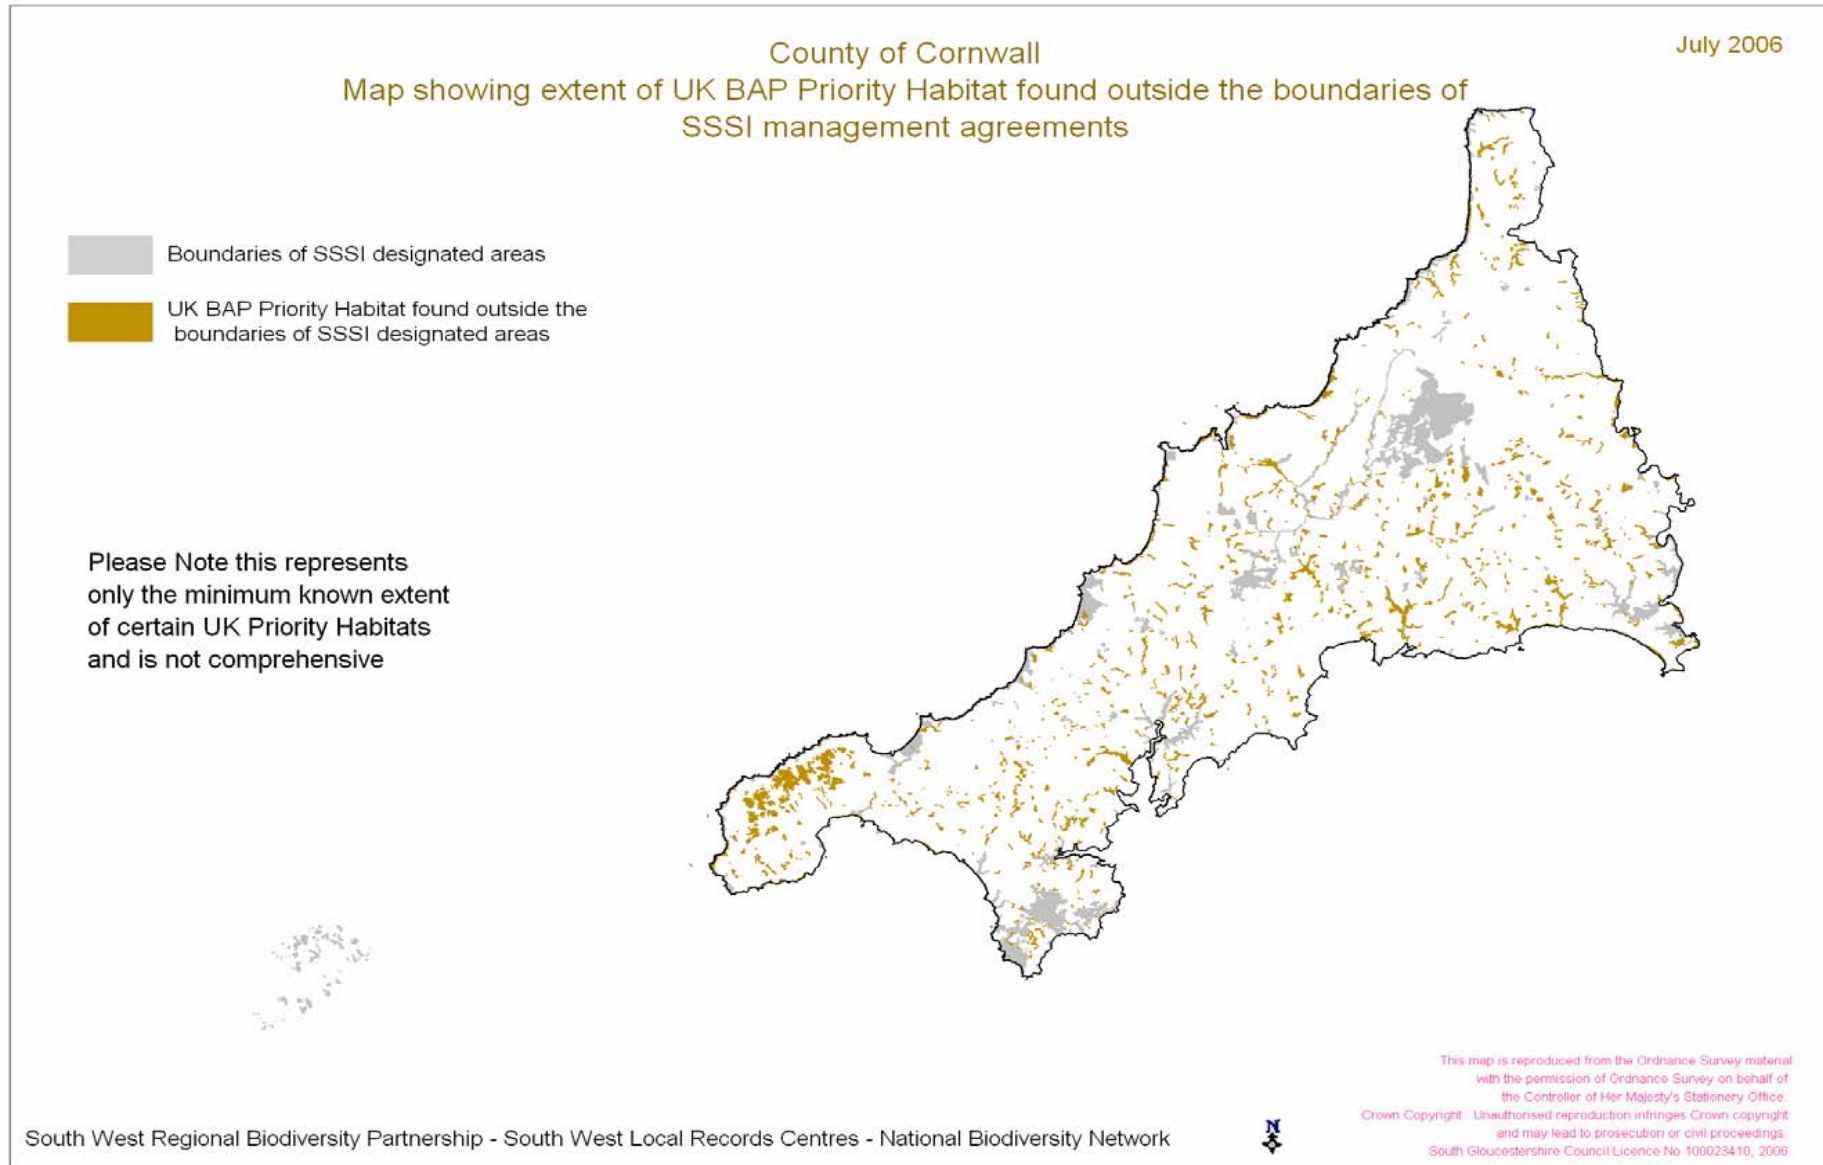 County of Cornwall
Map showing extent of UK BAP Priority Habitat found outside the boundaries of
SSSI management agreements
July 2006
Boundaries of SSSI designated areas
UK BAP Priority Habitat found outside the
boundaries of SSSI designated areas
Please Note this represents
only the minimum known extent
of certain UK Priority Habitats
and is not comprehensive
This map is reproduced from the Ordnance Survey material
with the permission of Ordnance Survey on behalf of
the Controller of Her Majesty's Stationery Office.
Crown Copyright. Unauthorised reproduction infringes Crown copyright
and may lead to prosecution or civil proceedings.
South Gloucestershire Council Licence No 100023410, 2006.
South West Regional Biodiversity Partnership - South West Local Records Centres - National Biodiversity Network
N